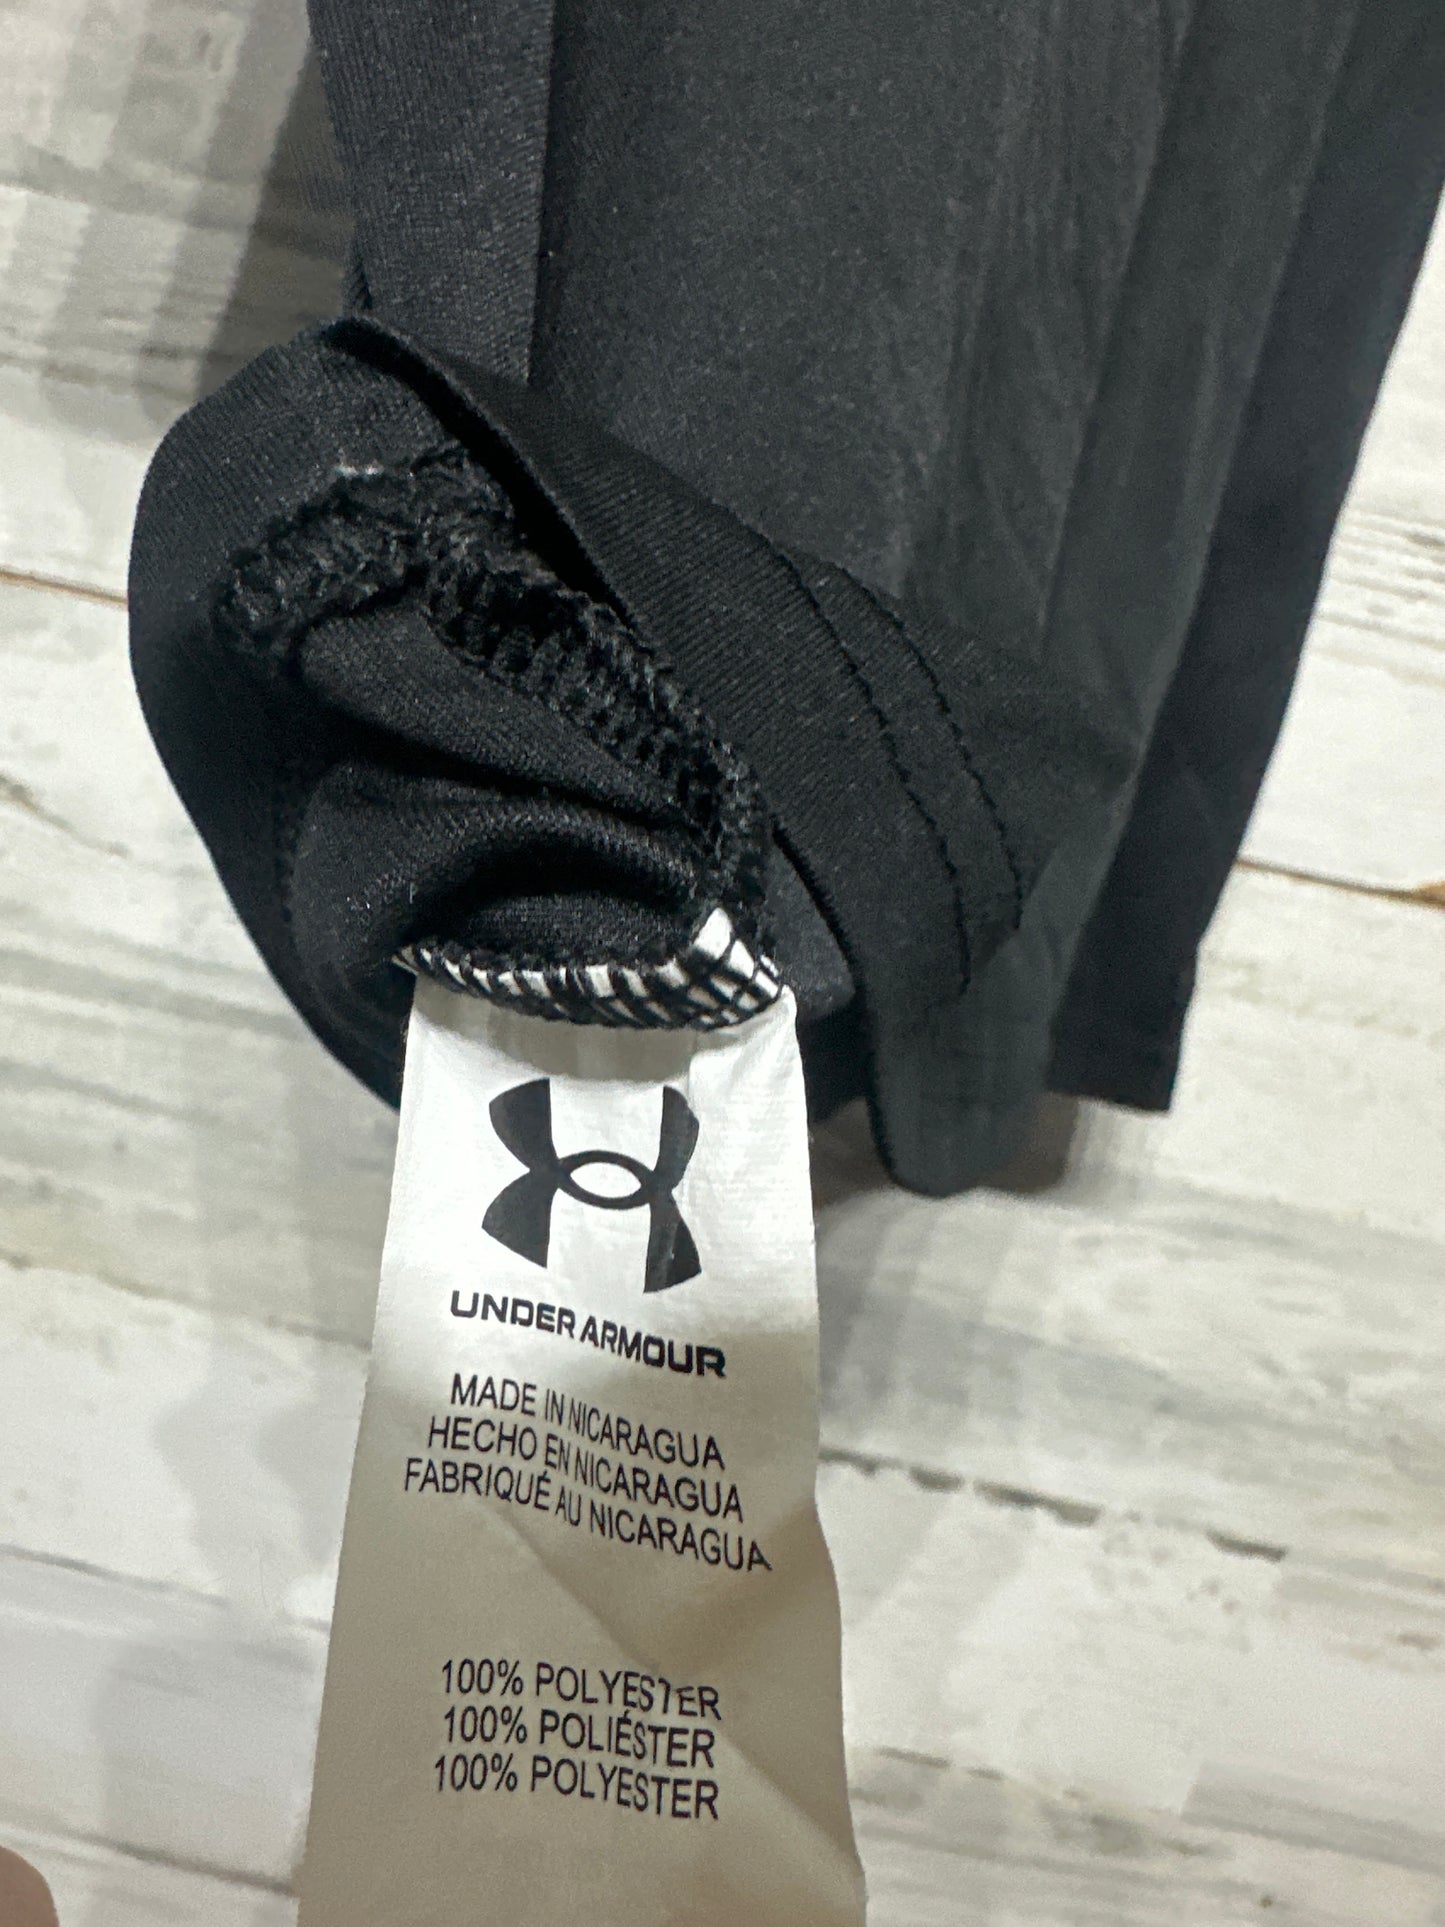 UNDER ARMOUR
MADE IN NICARAGUA
HECHO EN NICARAGUA
FABRIQUÉ AU NICARAGUA
100% POLYESTER
100% POLIÉSTER
100% POLYESTER